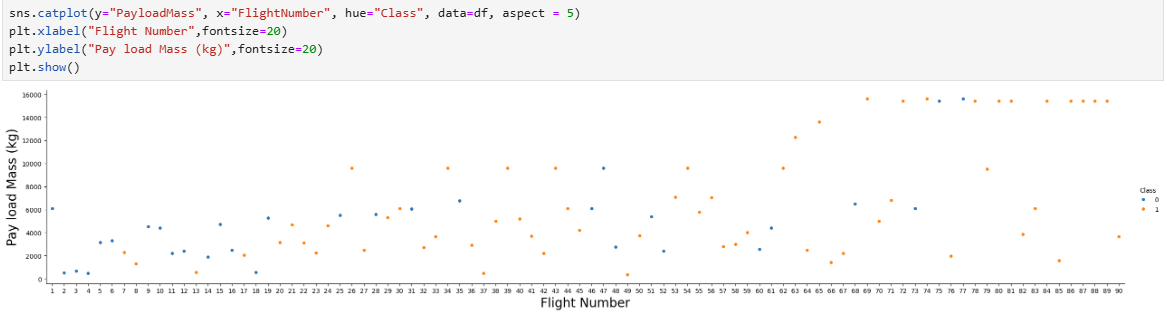 sns.catplot(y="PayloadMass", x="FlightNumber", hue="Class", data=df, aspect = 5)
plt.xlabel("Flight Number",fontsize=20)
plt.ylabel("Pay load Mass (kg)",fontsize=20)
plt.show()
16000
14000
12000
10000
8000
6000
4000
2000
0
Pay load Mass (kg)
Class
0
1
1 2 3 4 5 6 7 8 9 10 11 12 13 14 15 16 17 18 19 20 21 22 23 24 25 26 27 28 29 30 31 32 33 34 35 36 37 38 39 40 41 42 43 44 45 46 47 48 49 50 51 52 53 54 55 56 57 58 59 60 61 62 63 64 65 66 67 68 69 70 71 72 73 74 75 76 77 78 79 80 81 82 83 84 85 86 87 88 89 90
Flight Number